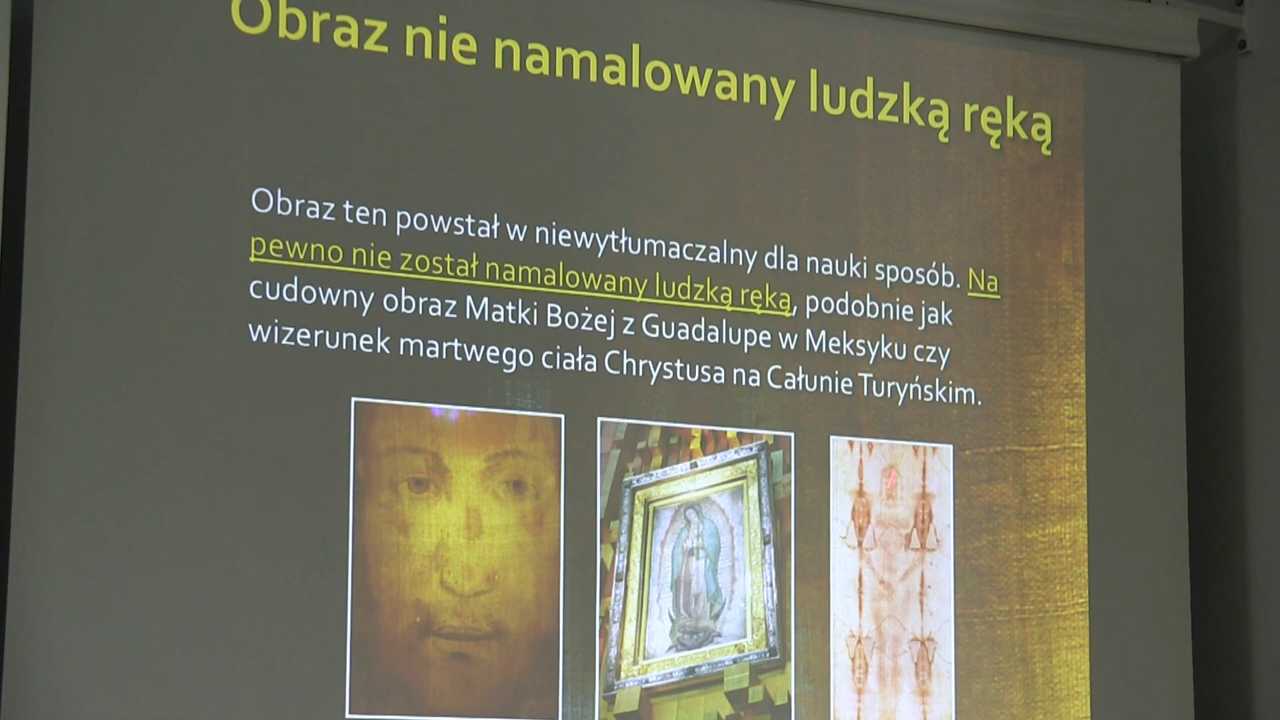 Obraz nie namalowany ludzką ręką
Obraz ten powstał w niewytłumaczalny dla nauki sposób. Na
pewno nie został namalowany ludzką ręką, podobnie jak
cudowny obraz Matki Bożej z Guadalupe w Meksyku czy
wizerunek martwego ciała Chrystusa na Całunie Turyńskim.